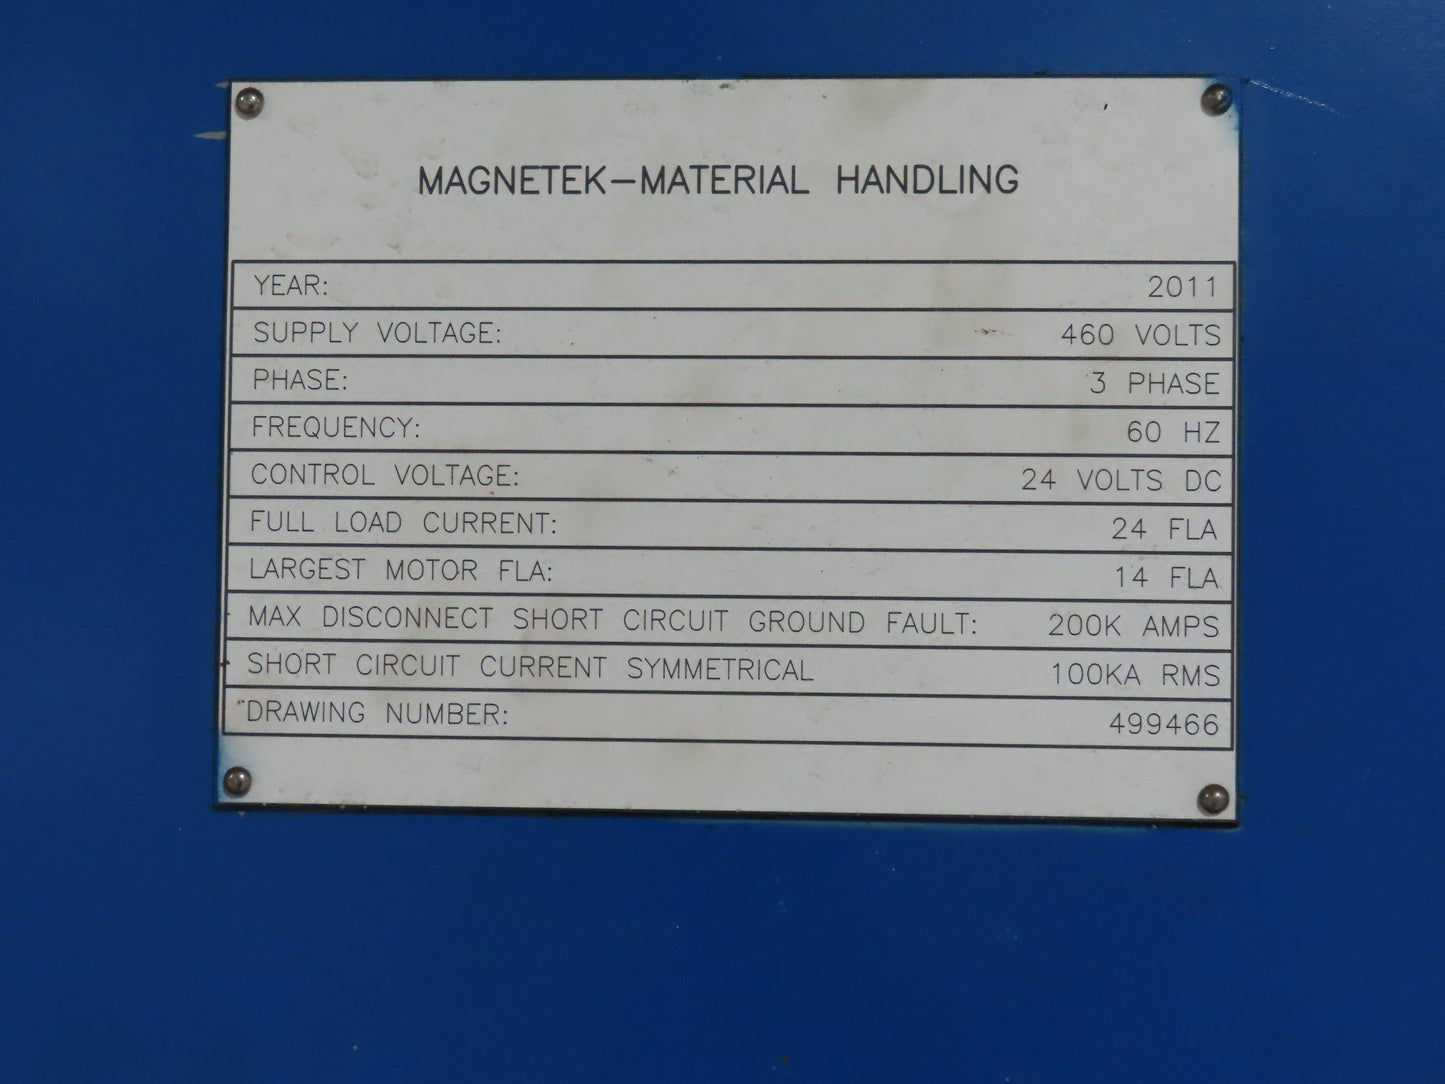 MAGNETEK-MATERIAL HANDLING
YEAR: 2011
SUPPLY VOLTAGE: 460 VOLTS
PHASE: 3 PHASE
FREQUENCY: 60 HZ
CONTROL VOLTAGE: 24 VOLTS DC
FULL LOAD CURRENT: 24 FLA
LARGEST MOTOR FLA: 14 FLA
MAX DISCONNECT SHORT CIRCUIT GROUND FAULT: 200K AMPS
SHORT CIRCUIT CURRENT SYMMETRICAL 100KA RMS
DRAWING NUMBER: 499466